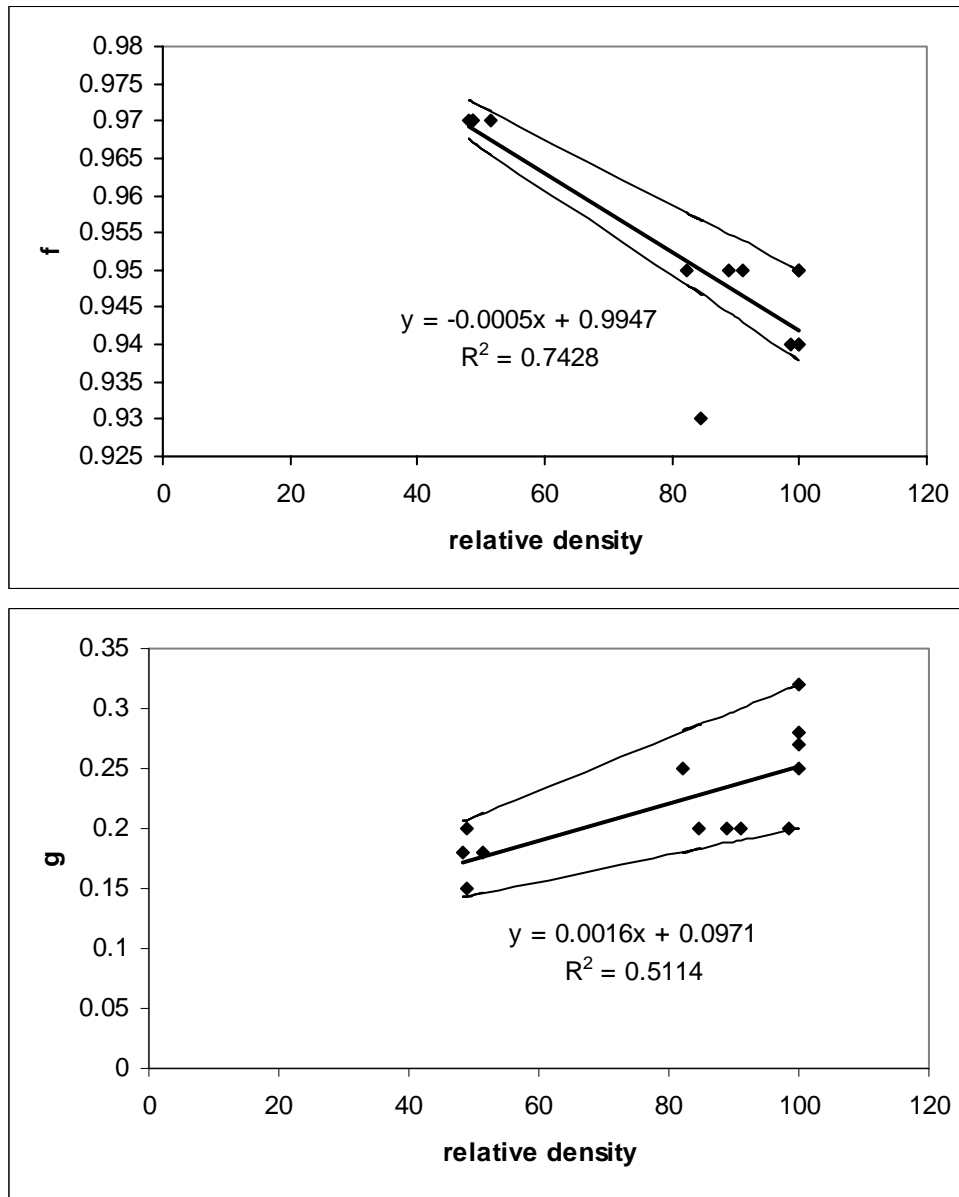 0.98
0.975
0.97
0.965
0.96
0.955
0.95
0.945
0.94
0.935
0.93
0.925
f
y = -0.0005x + 0.9947
R² = 0.7428
0 20 40 60 80 100 120
relative density
0.35
0.3
0.25
0.2
0.15
0.1
0.05
0
g
y = 0.0016x + 0.0971
R² = 0.5114
0 20 40 60 80 100 120
relative density